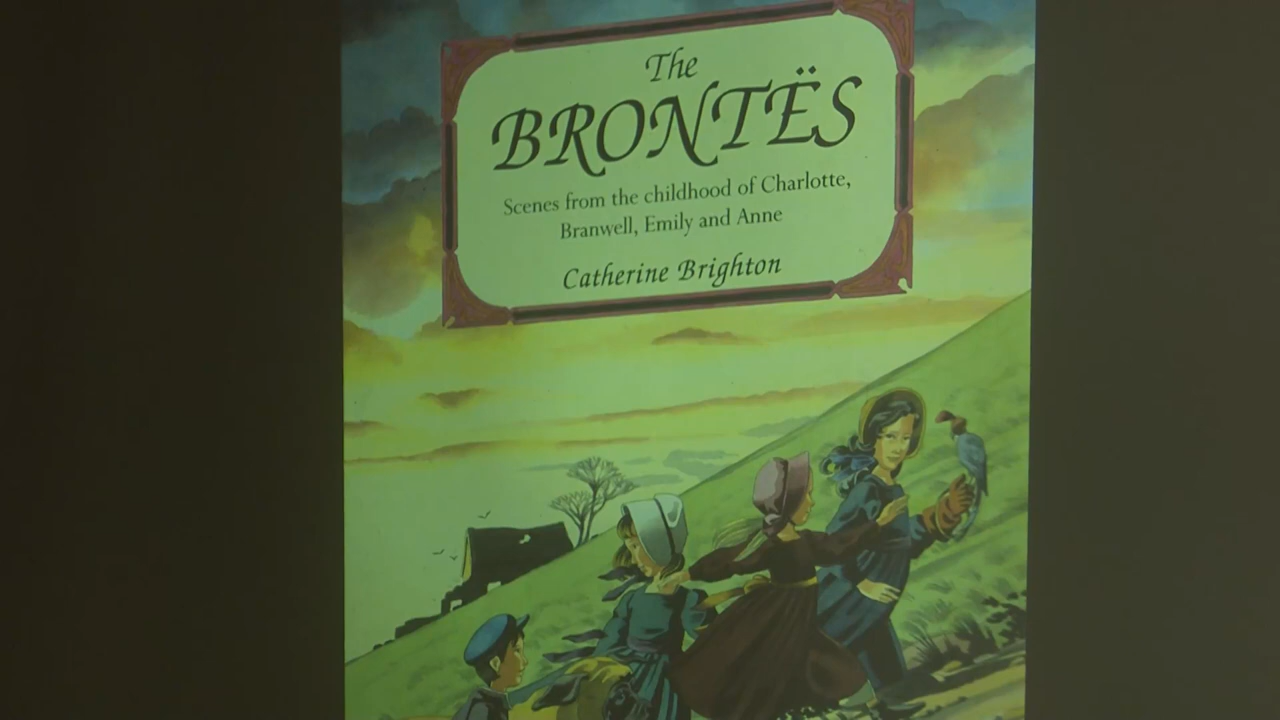 The
BRONTËS
Scenes from the childhood of Charlotte,
Branwell, Emily and Anne
Catherine Brighton